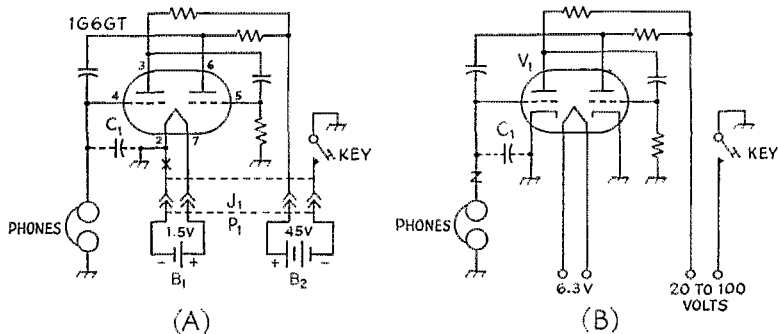 1G6GT
3
6
4
5
2
7
C₁
X
KEY
J₁
P₁
PHONES
1.5V
45V
- +
+ -
B₁
B₂
(A)
V₁
C₁
Z
KEY
PHONES
6.3V
20 TO 100
VOLTS
(B)